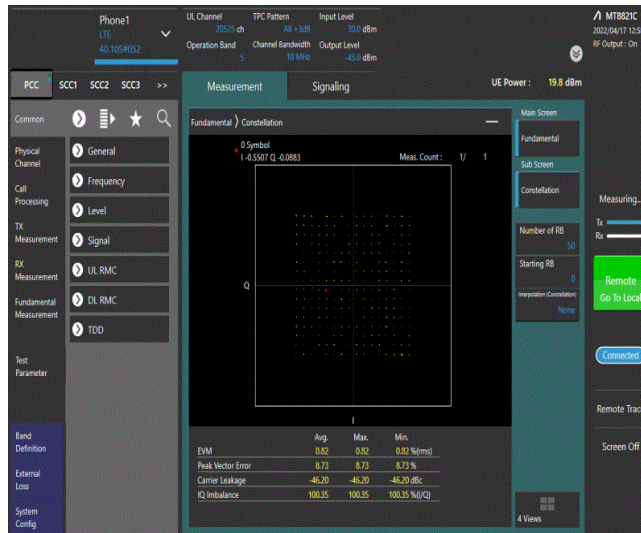 Phone1
LTE
40.10S#052
UL Channel
20525 ch
TPC Pattern
All +3dB
Input Level
30.0 dBm
Operation Band
5
Channel Bandwidth
10 MHz
Output Level
-45.0 dBm
MT8821C
2022/04/17 12:5
RF Output : On
PCC SCC1 SCC2 SCC3 >>
Measurement Signaling
UE Power : 19.8 dBm
Common
Physical
Channel
Call
Processing
TX
Measurement
RX
Measurement
Fundamental
Measurement
Test
Parameter
Band
Definition
External
Loss
System
Config
General
Frequency
Level
Signal
UL RMC
DL RMC
TDD
Fundamental Constellation
0 Symbol
I -0.5507 Q -0.0883
Meas. Count : 1/ 1
Q
I
Avg. Max. Min.
EVM 0.82 0.82 0.82 %(rms)
Peak Vector Error 8.73 8.73 8.73 %
Carrier Leakage -46.20 -46.20 -46.20 dBc
IQ Imbalance 100.35 100.35 100.35 %(I/Q)
Main Screen
Fundamental
Sub Screen
Constellation
Number of RB
50
Starting RB
0
Interpolation (Constellation)
None
4 Views
Measuring...
Tx
Rx
Remote
Go To Local
Connected
Remote Trac
Screen Off